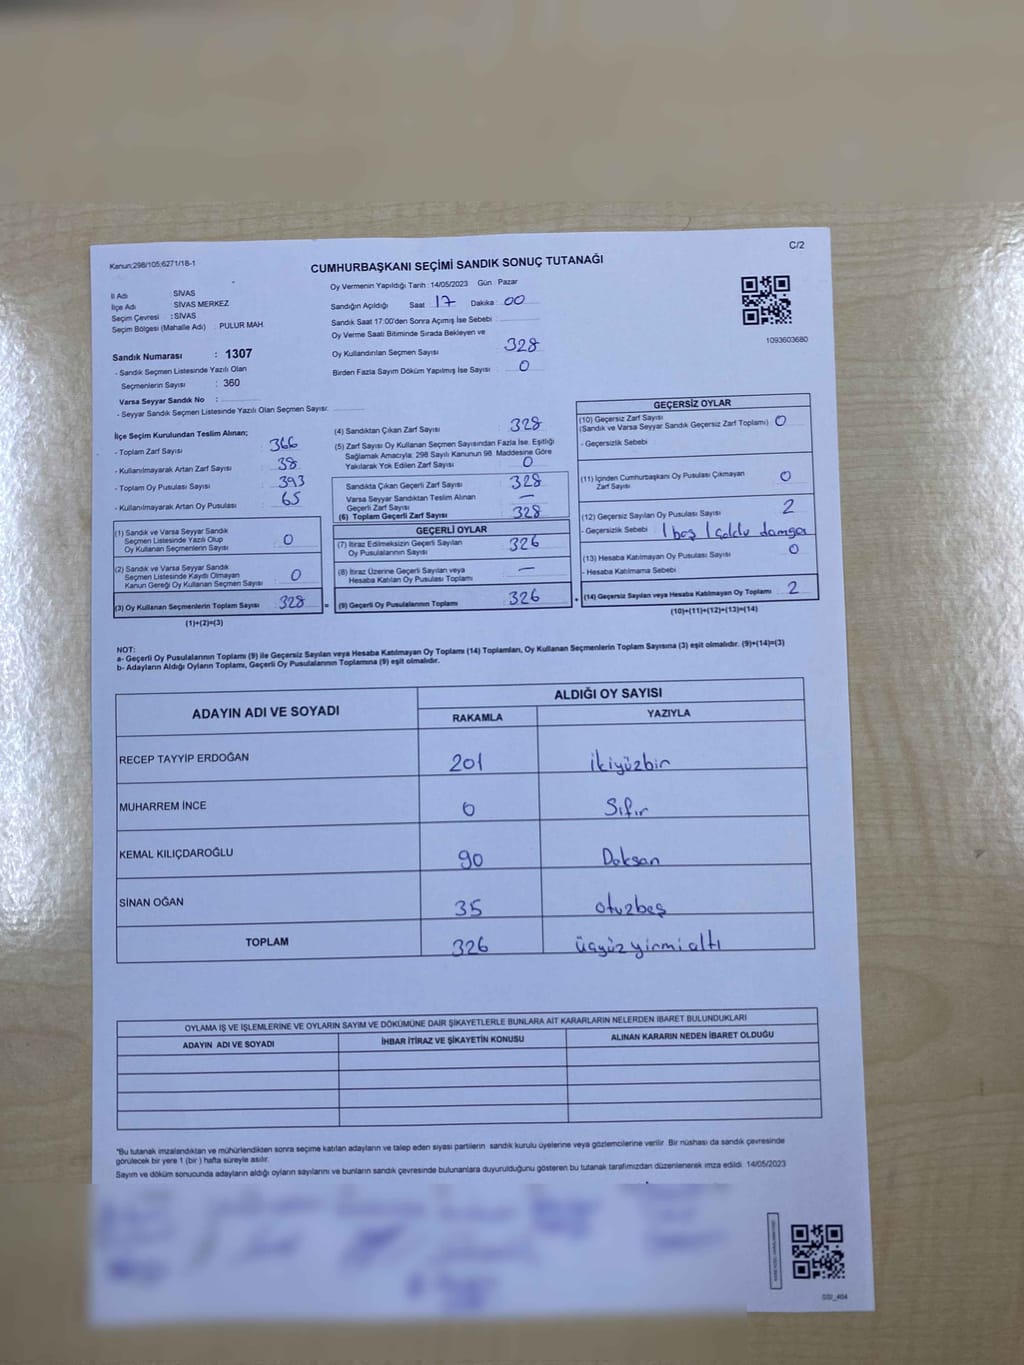 Kanun;298/105;6271/18-1
C/2
CUMHURBAŞKANI SEÇİMİ SANDIK SONUÇ TUTANAĞI
İl Adı : SİVAS
İlçe Adı : SİVAS MERKEZ
Seçim Çevresi : SİVAS
Seçim Bölgesi (Mahalle Adı) : PULUR MAH.
Sandık Numarası : 1307
- Sandık Seçmen Listesinde Yazılı Olan
Seçmenlerin Sayısı : 360
Varsa Seyyar Sandık No :
- Seyyar Sandık Seçmen Listesinde Yazılı Olan Seçmen Sayısı:
Oy Vermenin Yapıldığı Tarih : 14/05/2023 Gün : Pazar
Sandığın Açıldığı Saat 17 Dakika 00
Sandık Saat 17:00'den Sonra Açımış İse Sebebi :
Oy Verme Saati Bitiminde Sırada Bekleyen ve
Oy Kullandırılan Seçmen Sayısı 328
Birden Fazla Sayım Döküm Yapılmış İse Sayısı : 0
1093603680
İlçe Seçim Kurulundan Teslim Alınan;
- Toplam Zarf Sayısı : 366
- Kullanılmayarak Artan Zarf Sayısı : 38
- Toplam Oy Pusulası Sayısı : 393
- Kullanılmayarak Artan Oy Pusulası : 65
(1) Sandık ve Varsa Seyyar Sandık
Seçmen Listesinde Yazılı Olup
Oy Kullanan Seçmenlerin Sayısı : 0
(2) Sandık ve Varsa Seyyar Sandık
Seçmen Listesinde Kaydı Olmayan
Kanun Gereği Oy Kullanan Seçmen Sayısı : 0
(3) Oy Kullanan Seçmenlerin Toplam Sayısı : 328
(1)+(2)=(3)
(4) Sandıktan Çıkan Zarf Sayısı : 328
(5) Zarf Sayısı Oy Kullanan Seçmen Sayısından Fazla İse, Eşitliği
Sağlamak Amacıyla; 298 Sayılı Kanunun 98. Maddesine Göre
Yakılarak Yok Edilen Zarf Sayısı : 0
Sandıkta Çıkan Geçerli Zarf Sayısı : 328
Varsa Seyyar Sandıktan Teslim Alınan
Geçerli Zarf Sayısı : —
(6) Toplam Geçerli Zarf Sayısı : 328
GEÇERLİ OYLAR
(7) İtiraz Edilmeksizin Geçerli Sayılan
Oy Pusulalarının Sayısı : 326
(8) İtiraz Üzerine Geçerli Sayılan veya
Hesaba Katılan Oy Pusulası Toplamı : —
= (9) Geçerli Oy Pusulalarının Toplamı : 326
GEÇERSİZ OYLAR
(10) Geçersiz Zarf Sayısı
(Sandık ve Varsa Seyyar Sandık Geçersiz Zarf Toplamı) : 0
- Geçersizlik Sebebi :
(11) İçinden Cumhurbaşkanı Oy Pusulası Çıkmayan
Zarf Sayısı : 0
(12) Geçersiz Sayılan Oy Pusulası Sayısı : 2
- Geçersizlik Sebebi : 1 boş 1 çoklu damga
(13) Hesaba Katılmayan Oy Pusulası Sayısı : 0
- Hesaba Katılmama Sebebi :
+ (14) Geçersiz Sayılan veya Hesaba Katılmayan Oy Toplamı : 2
(10)+(11)+(12)+(13)=(14)
NOT:
a- Geçerli Oy Pusulalarının Toplamı (9) ile Geçersiz Sayılan veya Hesaba Katılmayan Oy Toplamı (14) Toplamları, Oy Kullanan Seçmenlerin Toplam Sayısına (3) eşit olmalıdır. (9)+(14)=(3)
b- Adayların Aldığı Oyların Toplamı, Geçerli Oy Pusulalarının Toplamına (9) eşit olmalıdır.
ADAYIN ADI VE SOYADI
ALDIĞI OY SAYISI
RAKAMLA YAZIYLA
RECEP TAYYİP ERDOĞAN 201 ikiyüzbir
MUHARREM İNCE 0 Sıfır
KEMAL KILIÇDAROĞLU 90 Doksan
SİNAN OĞAN 35 otuzbeş
TOPLAM 326 üçyüzyirmialtı
OYLAMA İŞ VE İŞLEMLERİNE VE OYLARIN SAYIM VE DÖKÜMÜNE DAİR ŞİKAYETLERLE BUNLARA AİT KARARLARIN NELERDEN İBARET BULUNDUKLARI
ADAYIN ADI VE SOYADI İHBAR İTİRAZ VE ŞİKAYETİN KONUSU ALINAN KARARIN NEDEN İBARET OLDUĞU
"Bu tutanak imzalandıktan ve mühürlendikten sonra seçime katılan adayların ve talep eden siyasi partilerin sandık kurulu üyelerine veya gözlemcilerine verilir. Bir nüshası da sandık çevresinde
görülecek bir yere 1 (bir) hafta süreyle asılır.
Sayım ve döküm sonucunda adayların aldığı oyların sayılarını ve bunların sandık çevresinde bulunanlara duyurulduğunu gösteren bu tutanak tarafımızdan düzenlenerek imza edildi. 14/05/2023
SSI_404